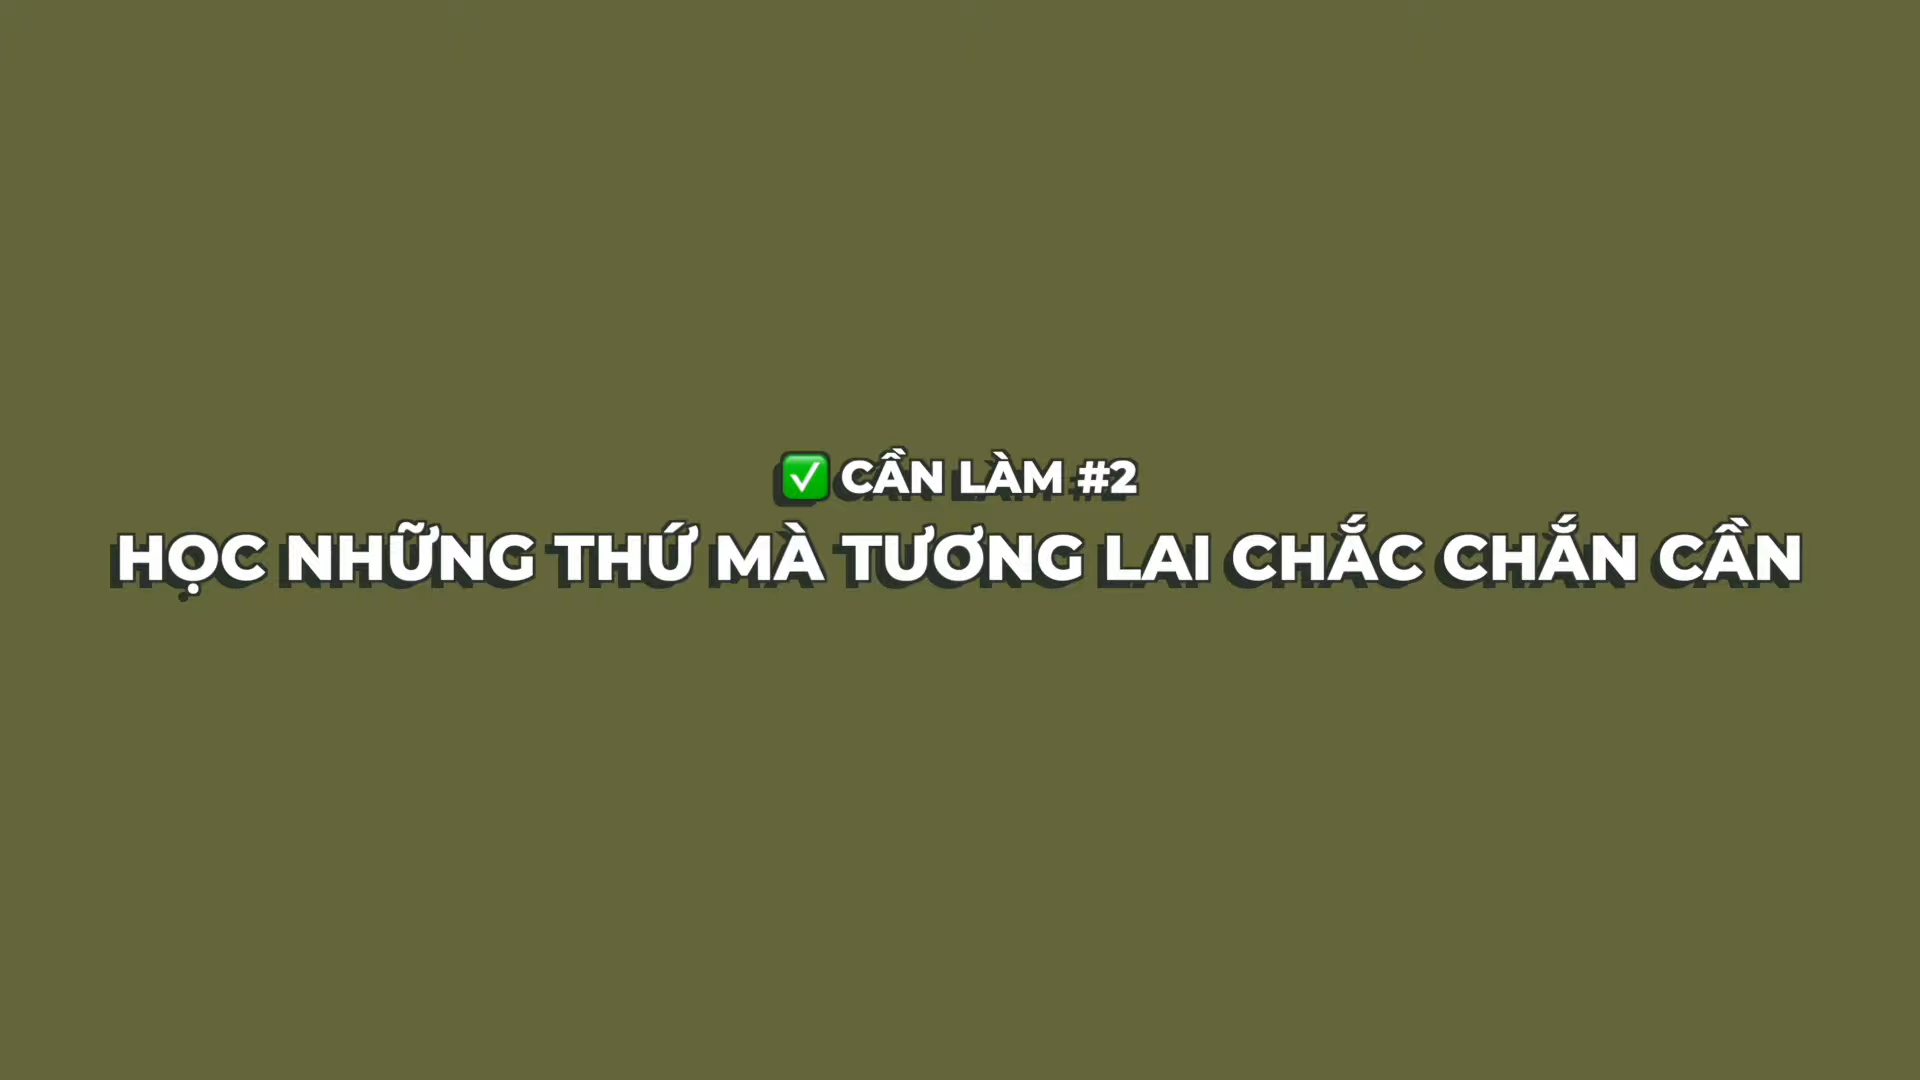 ✅ CẦN LÀM #2
HỌC NHỮNG THỨ MÀ TƯƠNG LAI CHẮC CHẮN CẦN